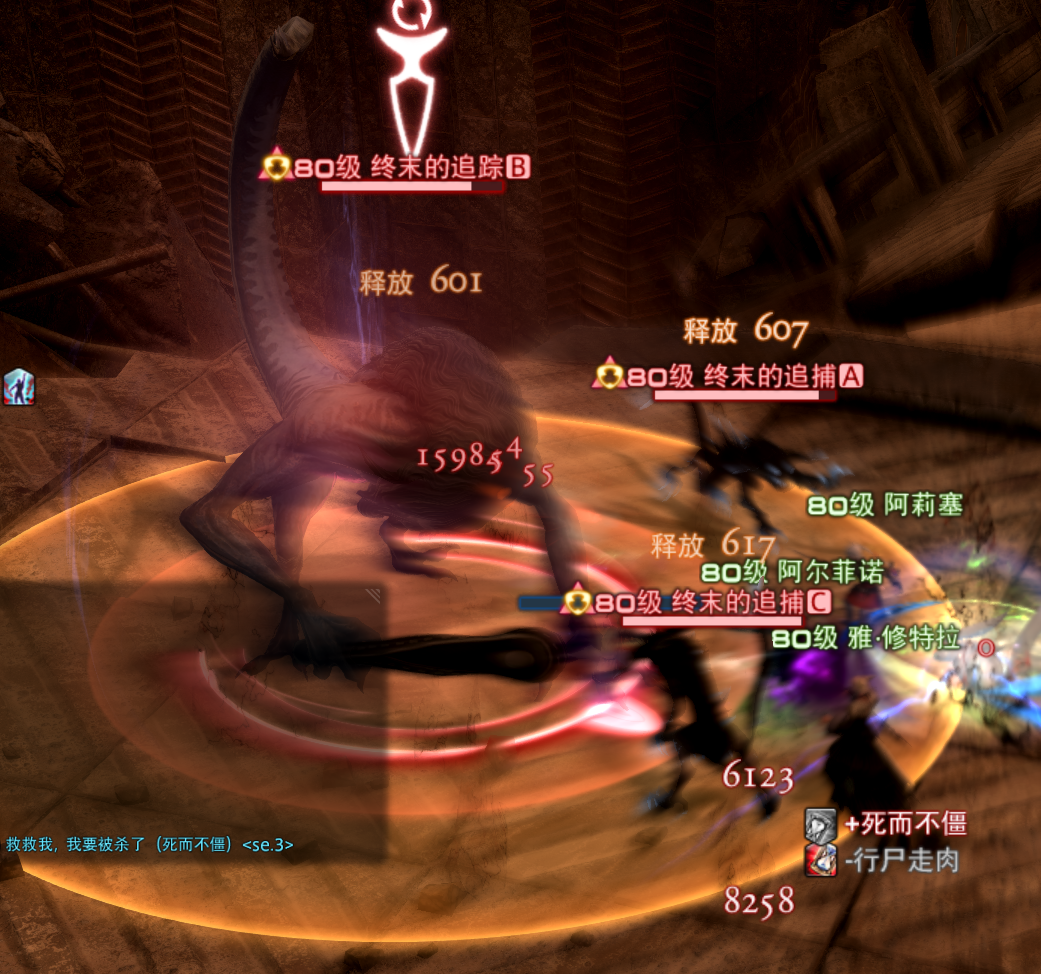 80级 终末的追踪B
释放 601
释放 607
80级 终末的追捕A
15984
55
80级 阿莉塞
释放 617
80级 阿尔菲诺
80级 终末的追捕C
80级 雅·修特拉
0
6123
+死而不僵
救救我，我要被杀了（死而不僵）<se.3>
-行尸走肉
8258